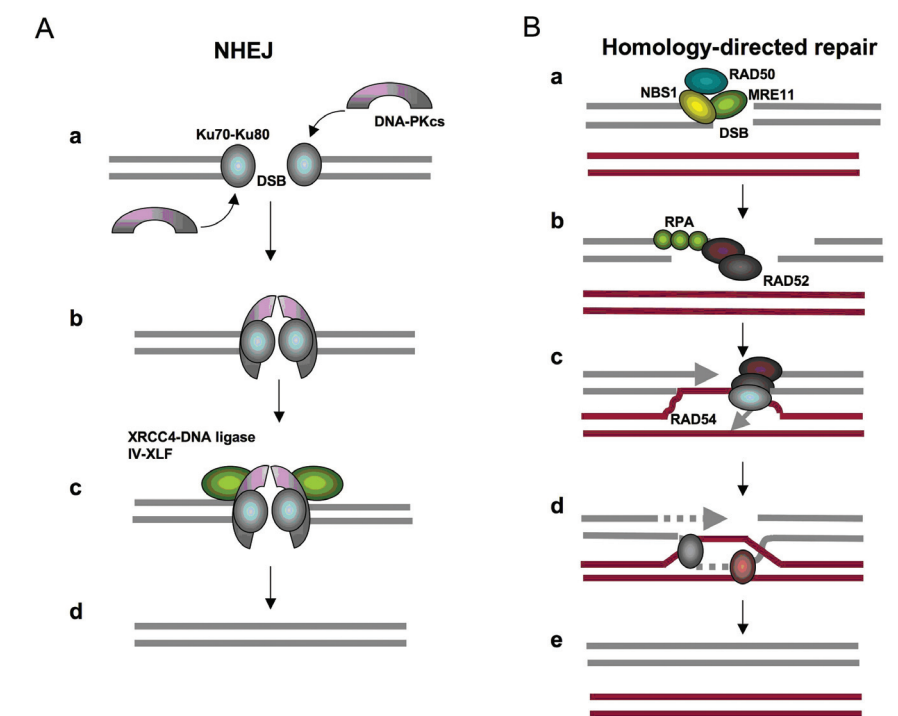 A
NHEJ
a
Ku70-Ku80
DNA-PKcs
DSB
b
XRCC4-DNA ligase
IV-XLF
c
d
B
Homology-directed repair
a
RAD50
NBS1
MRE11
DSB
b
RPA
RAD52
c
RAD54
d
e